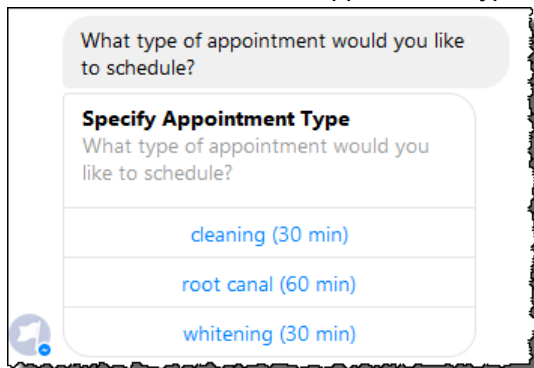 What type of appointment would you like
to schedule?
Specify Appointment Type
What type of appointment would you
like to schedule?
cleaning (30 min)
root canal (60 min)
whitening (30 min)